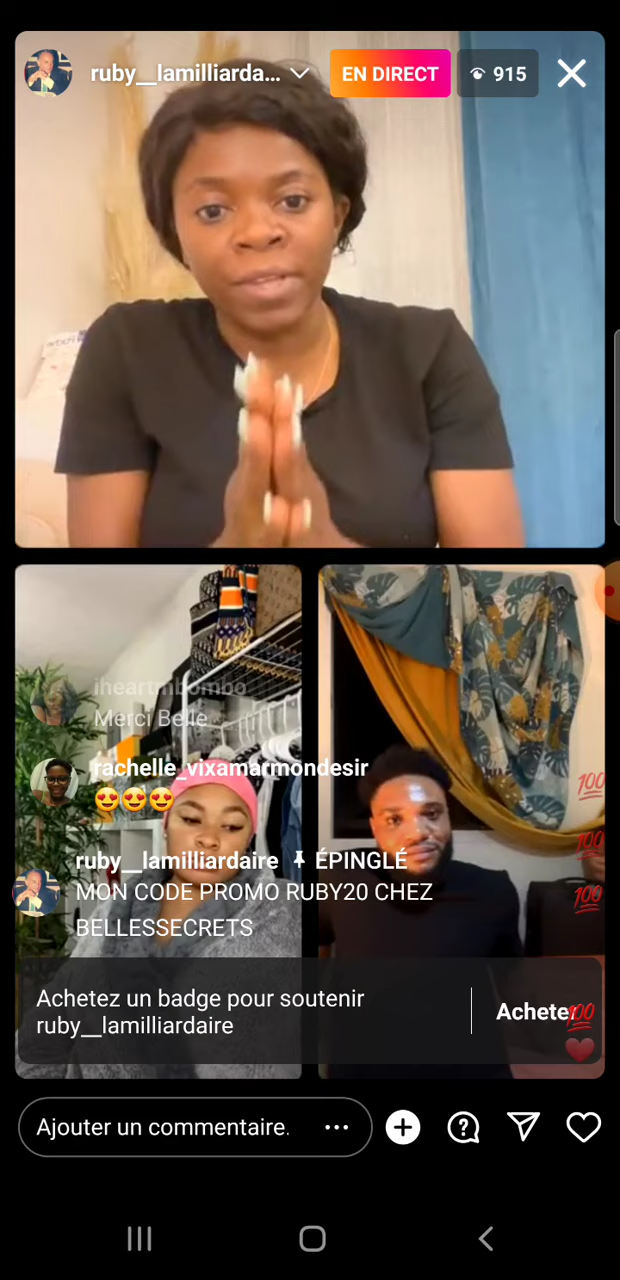 ruby__lamilliarda...
EN DIRECT
915
iheartmbombo
Merci Belle
rachelle_vixamarmondesir
😍😍😍
ruby__lamilliardaire 📌 ÉPINGLÉ
MON CODE PROMO RUBY20 CHEZ
BELLESSECRETS
Achetez un badge pour soutenir
ruby__lamilliardaire
Acheter
Ajouter un commentaire.